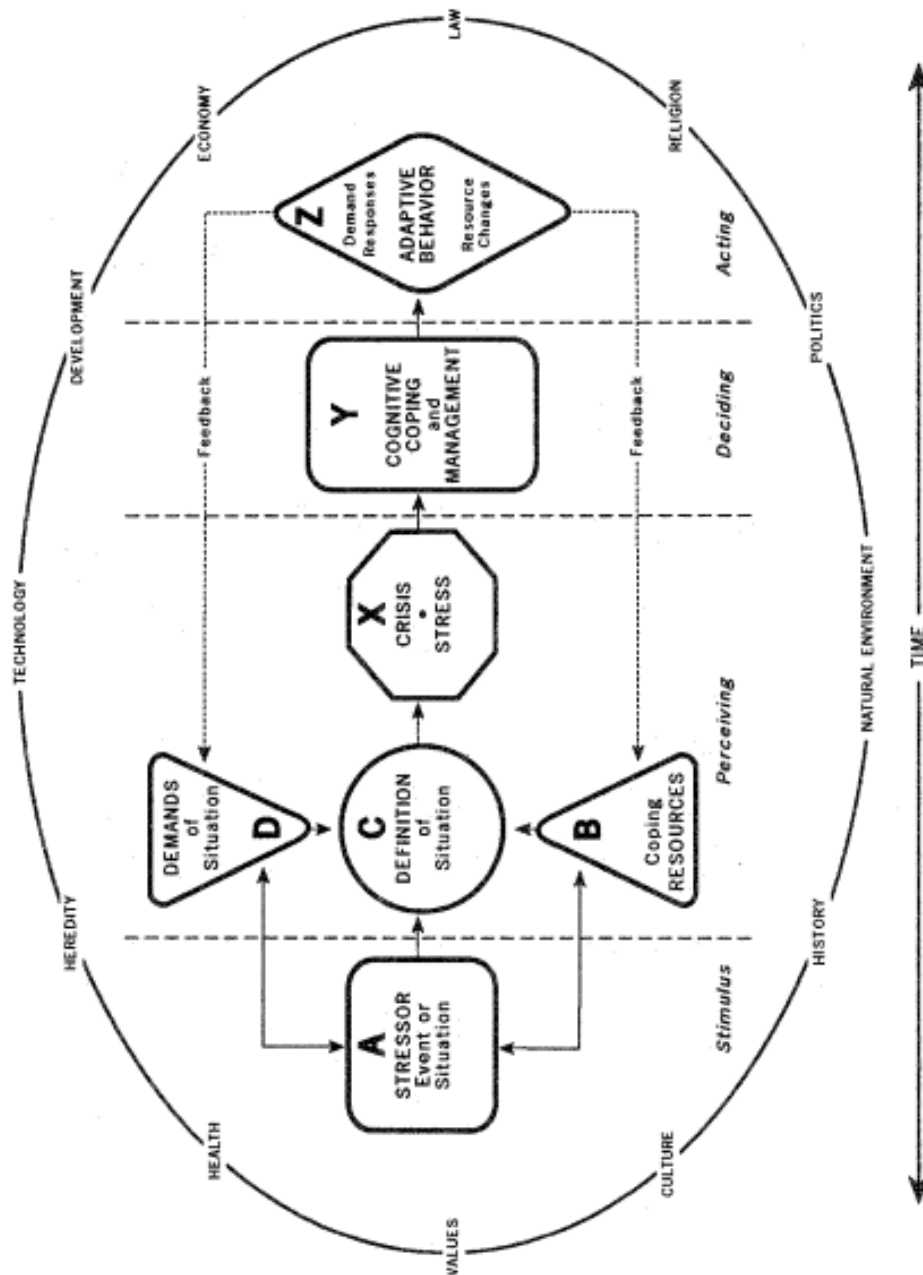 LAW
ECONOMY
RELIGION
DEVELOPMENT
POLITICS
TECHNOLOGY
NATURAL ENVIRONMENT
HEREDITY
HISTORY
HEALTH
CULTURE
VALUES
A
STRESSOR
Event or
Situation
DEMANDS
of
Situation
D
C
DEFINITION
of
Situation
B
Coping
RESOURCES
X
CRISIS
•
STRESS
Y
COGNITIVE
COPING
and
MANAGEMENT
Z
Demand
Responses
ADAPTIVE
BEHAVIOR
Resource
Changes
Feedback
Feedback
Stimulus
Perceiving
Deciding
Acting
TIME